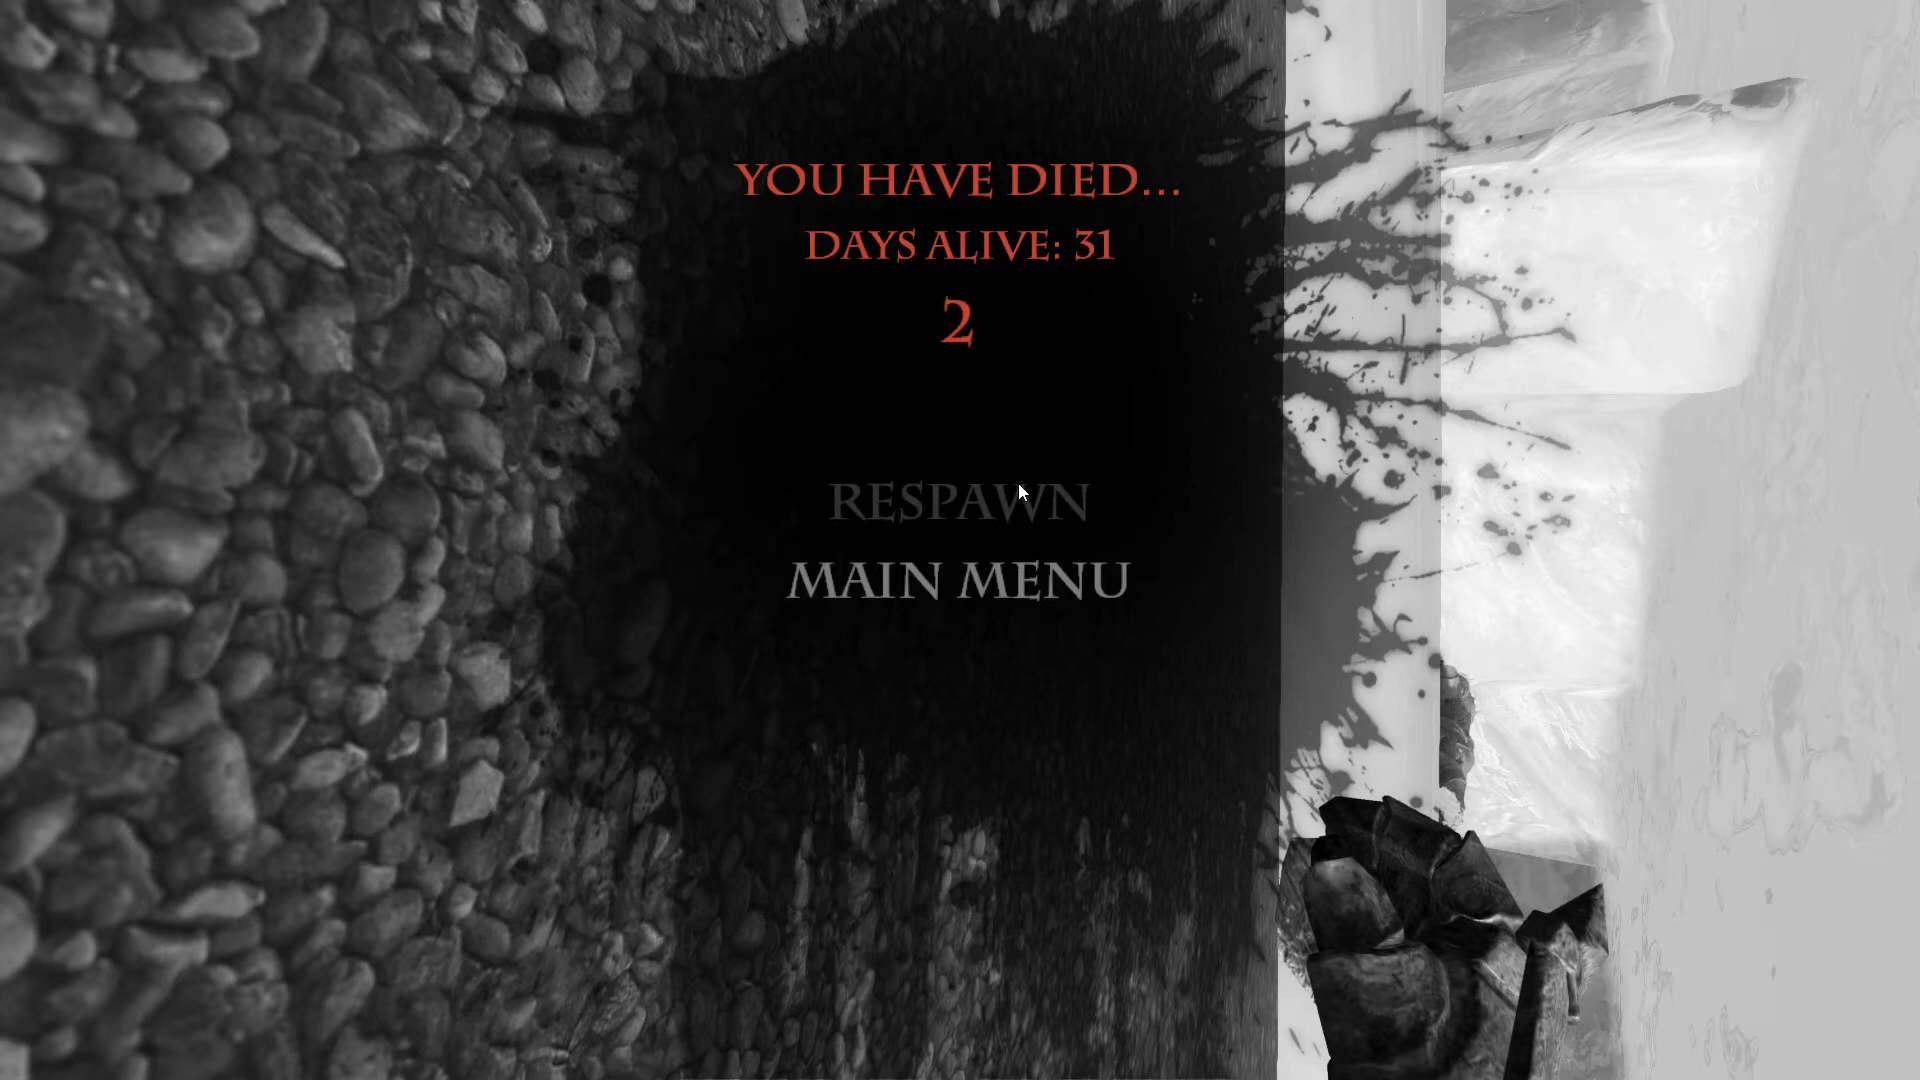 YOU HAVE DIED...
DAYS ALIVE: 31
2
RESPAWN
MAIN MENU